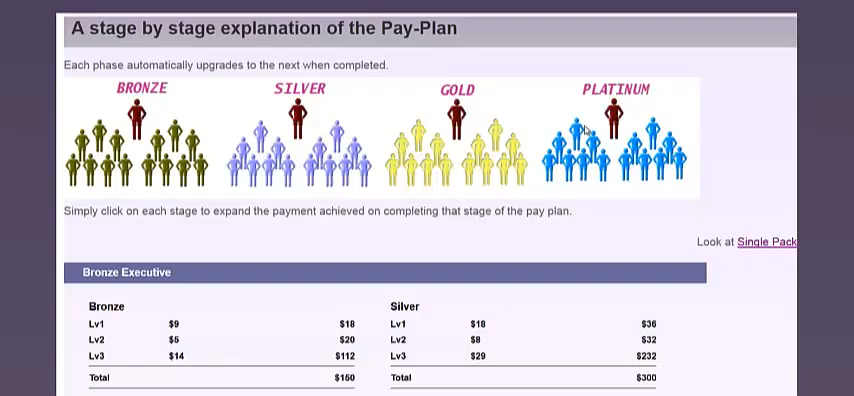 A stage by stage explanation of the Pay-Plan
Each phase automatically upgrades to the next when completed.
BRONZE SILVER GOLD PLATINUM
Simply click on each stage to expand the payment achieved on completing that stage of the pay plan.
Look at Single Pack
Bronze Executive
Bronze Silver
Lv1 $9 $18 Lv1 $18 $36
Lv2 $5 $20 Lv2 $8 $32
Lv3 $14 $112 Lv3 $29 $232
Total $150 Total $300